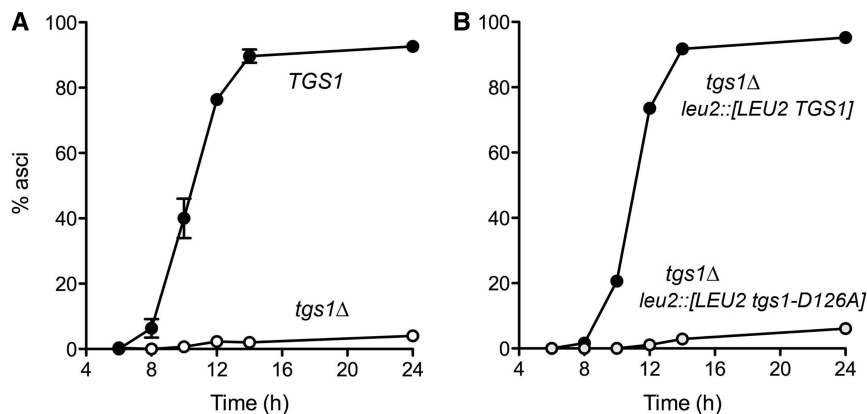 A
100
80
60
40
20
0
% asci
TGS1
tgs1Δ
4
8
12
16
20
24
Time (h)
B
100
80
60
40
20
0
tgs1Δ
leu2::[LEU2 TGS1]
tgs1Δ
leu2::[LEU2 tgs1-D126A]
4
8
12
16
20
24
Time (h)